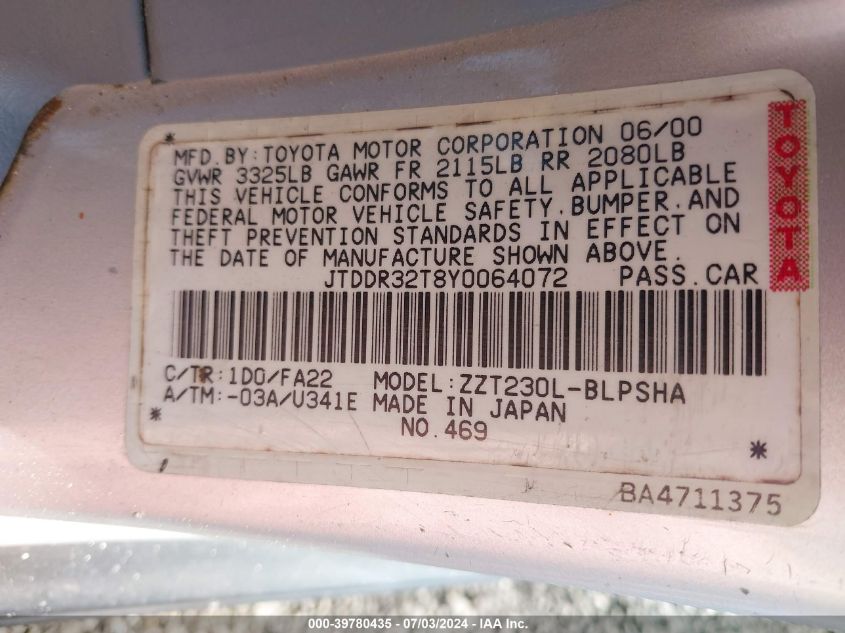 MFD.BY:TOYOTA MOTOR CORPORATION 06/00
GVWR 3325LB GAWR FR 2115LB RR 2080LB
THIS VEHICLE CONFORMS TO ALL APPLICABLE
FEDERAL MOTOR VEHICLE SAFETY,BUMPER,AND
THEFT PREVENTION STANDARDS IN EFFECT ON
THE DATE OF MANUFACTURE SHOWN ABOVE.
JTDDR32T8Y0064072 PASS.CAR
TOYOTA
C/TR:1D0/FA22 MODEL:ZZT230L-BLPSHA
A/TM:-03A/U341E MADE IN JAPAN
NO.469
BA4711375
000-39780435 - 07/03/2024 - IAA Inc.